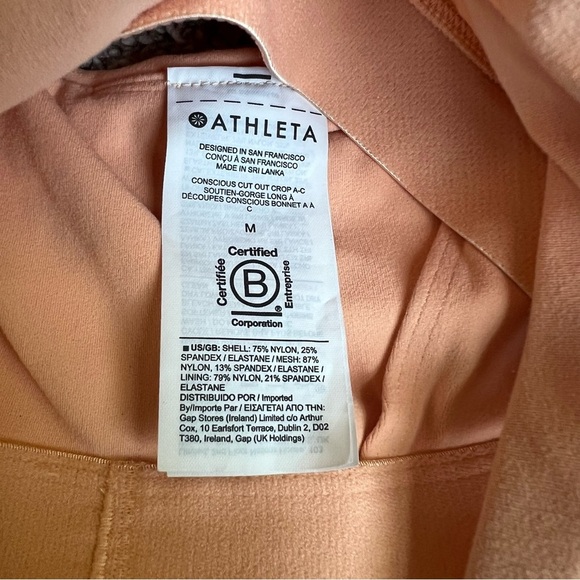 ATHLETA
DESIGNED IN SAN FRANCISCO
CONÇU À SAN FRANCISCO
MADE IN SRI LANKA
CONSCIOUS CUT OUT CROP A-C
SOUTIEN-GORGE LONG À
DÉCOUPES CONSCIOUS BONNET A À
C
M
Certified
Certifiée
B
®
Entreprise
Corporation
■ US/GB: SHELL: 75% NYLON, 25%
SPANDEX / ELASTANE / MESH: 87%
NYLON, 13% SPANDEX / ELASTANE /
LINING: 79% NYLON, 21% SPANDEX /
ELASTANE
DISTRIBUIDO POR / Imported
By/Importe Par / ΕΙΣΑΓΕΤΑΙ ΑΠΟ ΤΗΝ:
Gap Stores (Ireland) Limited c/o Arthur
Cox, 10 Earlsfort Terrace, Dublin 2, D02
T380, Ireland, Gap (UK Holdings)